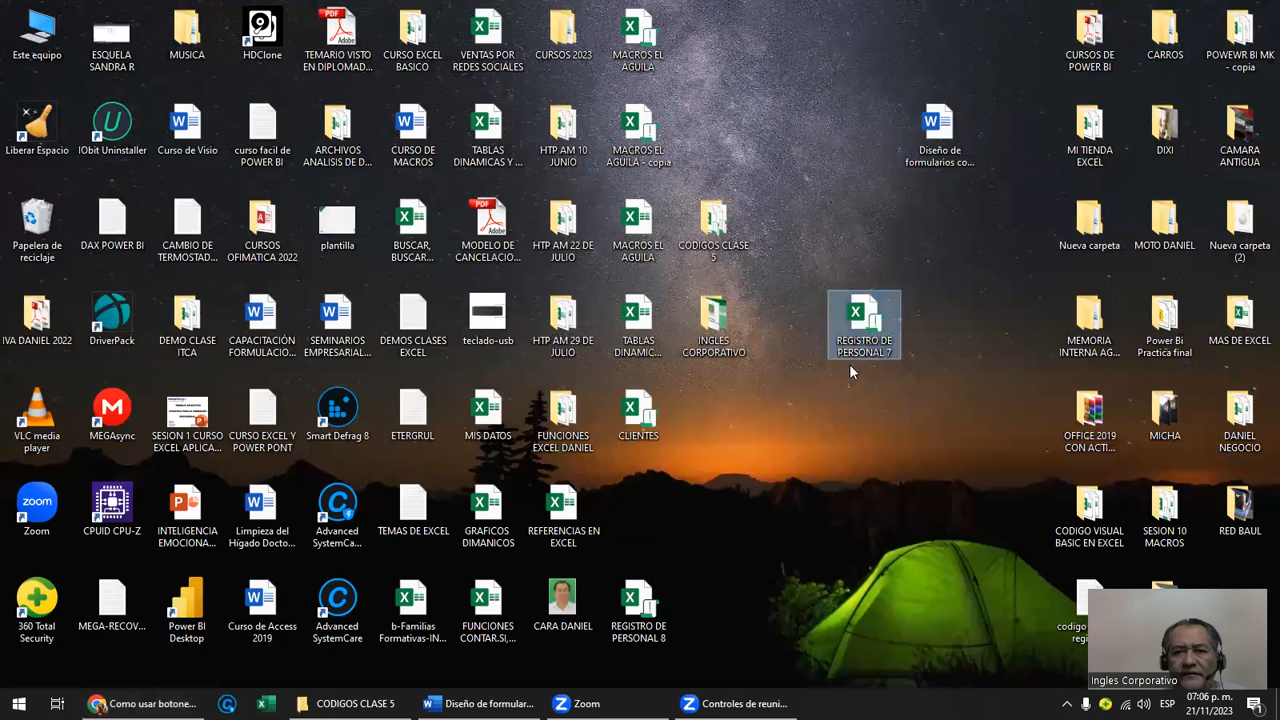 Este equipo
ESCUELA
SANDRA R
MUSICA
HDClone
TEMARIO VISTO
EN DIPLOMAD...
CURSO EXCEL
BASICO
VENTAS POR
REDES SOCIALES
CURSOS 2023
MACROS EL
AGUILA
CURSOS DE
POWER BI
CARROS
POWEWR BI MK
- copia
Liberar Espacio
IObit Uninstaller
Curso de Visio
curso facil de
POWER BI
ARCHIVOS
ANALISIS DE D...
CURSO DE
MACROS
TABLAS
DINAMICAS Y ...
HTP AM 10
JUNIO
MACROS EL
AGUILA - copia
Diseño de
formularios co...
MI TIENDA
EXCEL
DIXI
CAMARA
ANTIGUA
Papelera de
reciclaje
DAX POWER BI
CAMBIO DE
TERMOSTAD...
CURSOS
OFIMATICA 2022
plantilla
BUSCAR,
BUSCAR...
MODELO DE
CANCELACIO...
HTP AM 22 DE
JULIO
MACROS EL
AGUILA
CODIGOS CLASE
5
Nueva carpeta
MOTO DANIEL
Nueva carpeta
(2)
IVA DANIEL 2022
DriverPack
DEMO CLASE
ITCA
CAPACITACIÓN
FORMULACIO...
SEMINARIOS
EMPRESARIAL...
DEMOS CLASES
EXCEL
teclado-usb
HTP AM 29 DE
JULIO
TABLAS
DINAMIC...
INGLES
CORPORATIVO
REGISTRO DE
PERSONAL 7
MEMORIA
INTERNA AG...
Power Bi
Practica final
MAS DE EXCEL
VLC media
player
MEGAsync
SESION 1 CURSO
EXCEL APLICA...
CURSO EXCEL Y
POWER PONT
Smart Defrag 8
ETERGRUL
MIS DATOS
FUNCIONES
EXCEL DANIEL
CLIENTES
OFFICE 2019
CON ACTI...
MICHA
DANIEL
NEGOCIO
Zoom
CPUID CPU-Z
INTELIGENCIA
EMOCIONA...
Limpieza del
Hígado Docto...
Advanced
SystemCa...
TEMAS DE EXCEL
GRAFICOS
DIMANICOS
REFERENCIAS EN
EXCEL
CODIGO VISUAL
BASIC EN EXCEL
SESION 10
MACROS
RED BAUL
360 Total
Security
MEGA-RECOV...
Power BI
Desktop
Curso de Access
2019
Advanced
SystemCare
b-Familias
Formativas-IN...
FUNCIONES
CONTAR.SI,...
CARA DANIEL
REGISTRO DE
PERSONAL 8
Ingles Corporativo
Como usar botone...
CODIGOS CLASE 5
Diseño de formular...
Zoom
Controles de reuni...
ESP
07:06 p. m.
21/11/2023